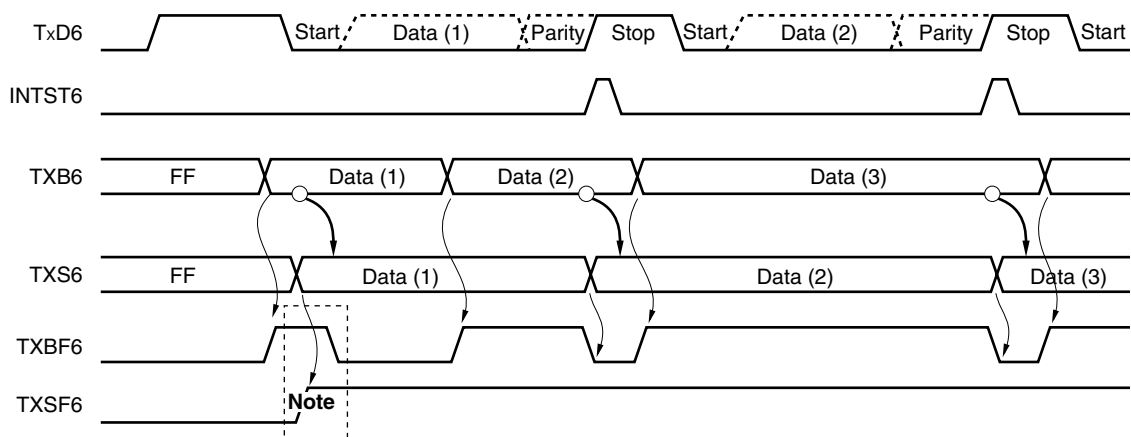 TxD6 Start Data (1) Parity Stop Start Data (2) Parity Stop Start
INTST6
TXB6 FF Data (1) Data (2) Data (3)
TXS6 FF Data (1) Data (2) Data (3)
TXBF6
TXSF6 Note